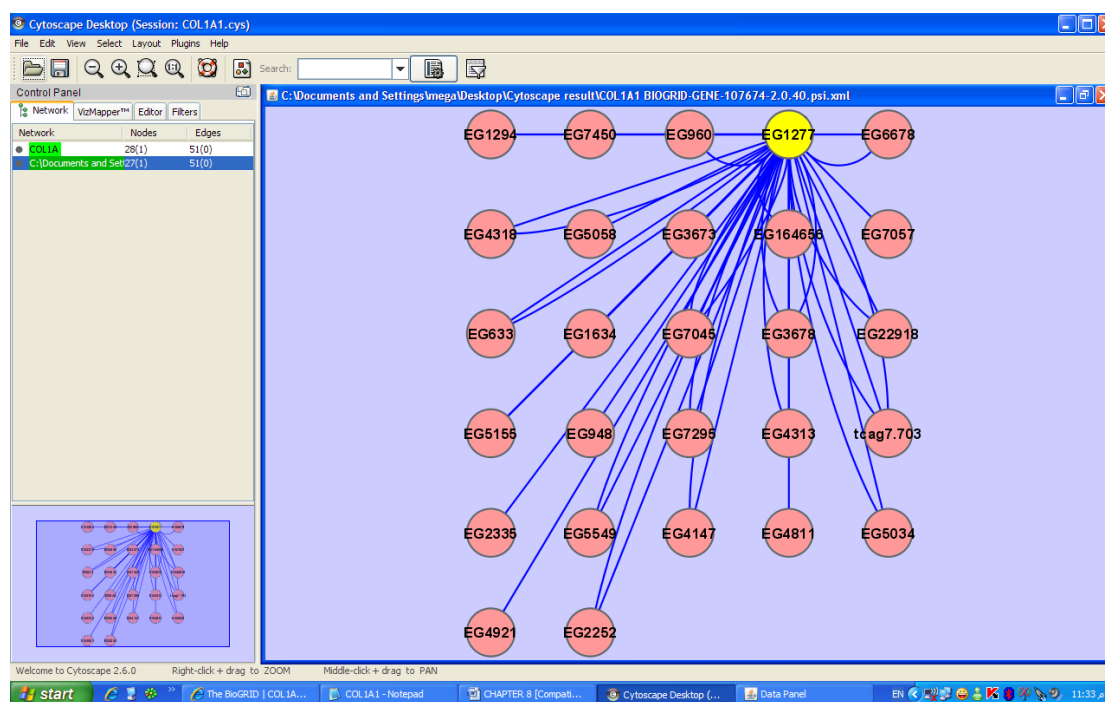 Cytoscape Desktop (Session: COL1A1.cys)
File Edit View Select Layout Plugins Help
Search:
Control Panel
Network VizMapper™ Editor Filters
Network Nodes Edges
COL1A 28(1) 51(0)
C:\Documents and Set 27(1) 51(0)
C:\Documents and Settings\mega\Desktop\Cytoscape result\COL1A1 BIOGRID-GENE-107674-2.0.40.psi.xml
EG1294 EG7450 EG960 EG1277 EG6678
EG4318 EG5058 EG3673 EG164656 EG7057
EG633 EG1634 EG7045 EG3678 EG22918
EG5155 EG948 EG7295 EG4313 tcag7.703
EG2335 EG5549 EG4147 EG4811 EG5034
EG4921 EG2252
Welcome to Cytoscape 2.6.0 Right-click + drag to ZOOM Middle-click + drag to PAN
start The BioGRID | COL1A... COL1A1 - Notepad CHAPTER 8 [Compati... Cytoscape Desktop (... Data Panel EN 11:33 م